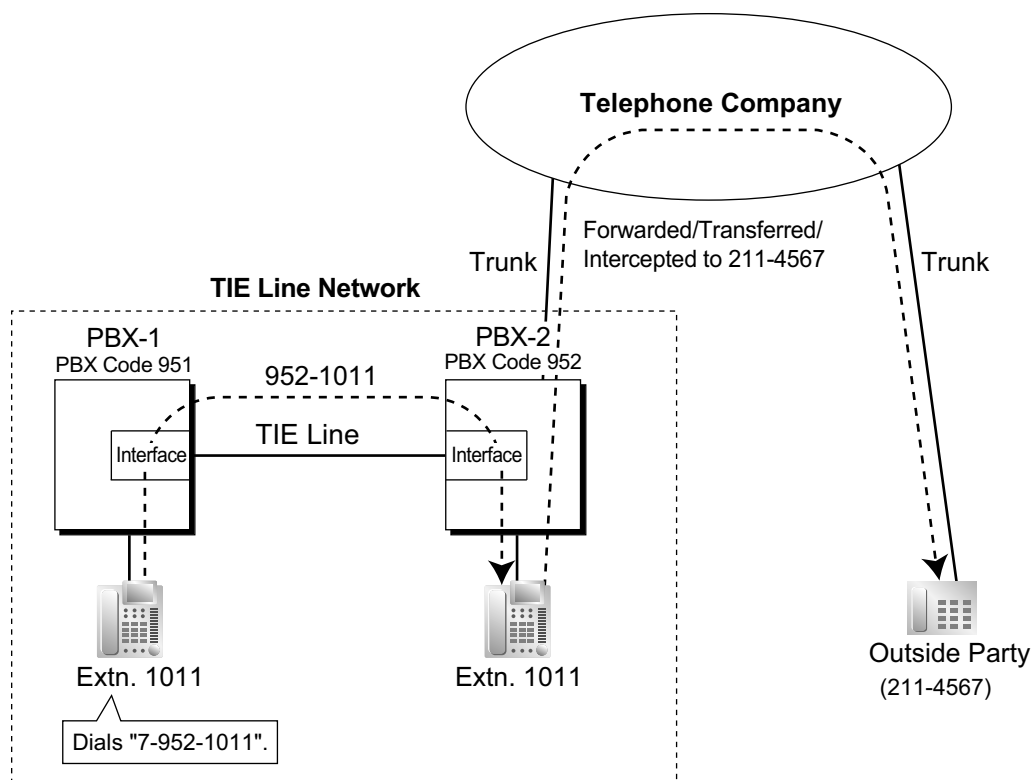 Telephone Company
Forwarded/Transferred/
Intercepted to 211-4567
Trunk
Trunk
TIE Line Network
PBX-1
PBX Code 951
PBX-2
PBX Code 952
952-1011
TIE Line
Interface
Interface
Extn. 1011
Extn. 1011
Outside Party
(211-4567)
Dials "7-952-1011".